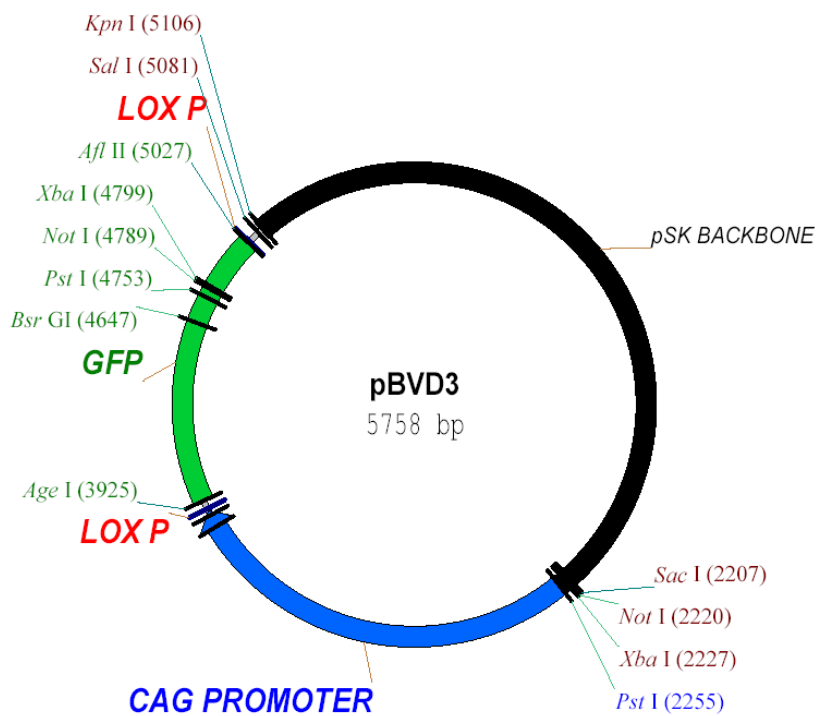 Kpn I (5106)
Sal I (5081)
LOX P
Afl II (5027)
Xba I (4799)
Not I (4789)
Pst I (4753)
Bsr GI (4647)
GFP
pSK BACKBONE
pBVD3
5758 bp
Age I (3925)
LOX P
Sac I (2207)
Not I (2220)
Xba I (2227)
Pst I (2255)
CAG PROMOTER